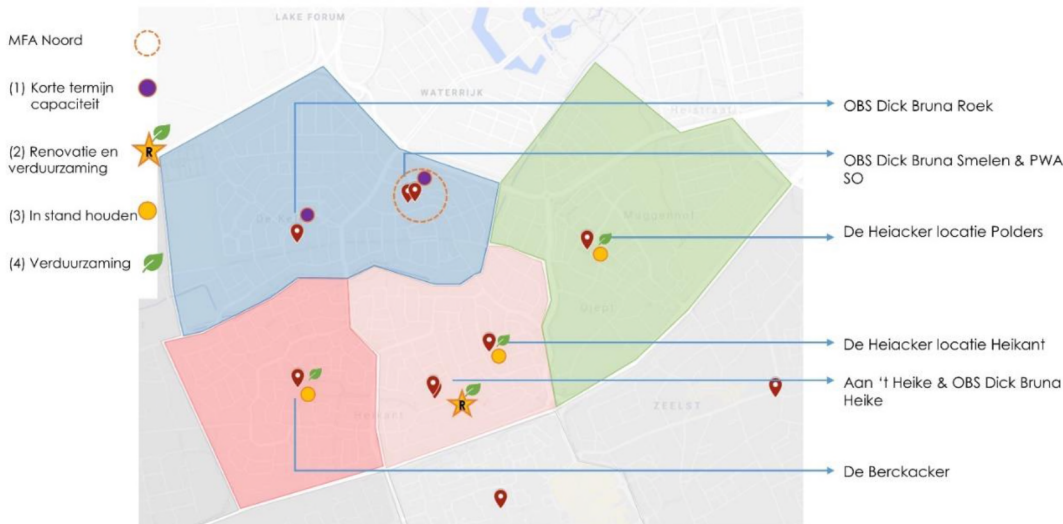 MFA Noord
(1) Korte termijn
capaciteit
(2) Renovatie en
verduurzaming
R
(3) In stand houden
(4) Verduurzaming
LAKE FORUM
WATERRIJK
ZEELST
R
OBS Dick Bruna Roek
OBS Dick Bruna Smelen & PWA
SO
De Heiacker locatie Polders
De Heiacker locatie Heikant
Aan ‘t Heike & OBS Dick Bruna
Heike
De Berckacker